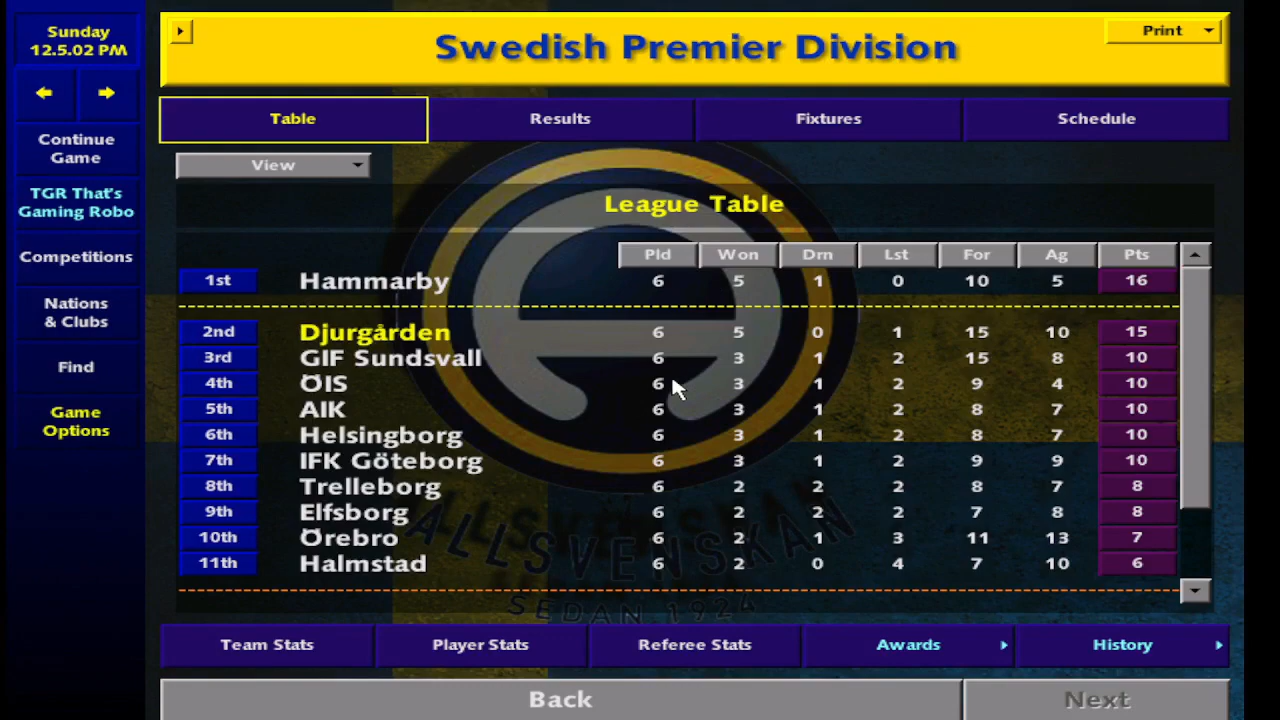 Sunday
12.5.02 PM
Continue
Game
TGR That's
Gaming Robo
Competitions
Nations
& Clubs
Find
Game
Options
Swedish Premier Division
Print
Table Results Fixtures Schedule
View
League Table
Pld Won Drn Lst For Ag Pts
1st Hammarby 6 5 1 0 10 5 16
2nd Djurgården 6 5 0 1 15 10 15
3rd GIF Sundsvall 6 3 1 2 15 8 10
4th ÖIS 6 3 1 2 9 4 10
5th AIK 6 3 1 2 8 7 10
6th Helsingborg 6 3 1 2 8 7 10
7th IFK Göteborg 6 3 1 2 9 9 10
8th Trelleborg 6 2 2 2 8 7 8
9th Elfsborg 6 2 2 2 7 8 8
10th Örebro 6 2 1 3 11 13 7
11th Halmstad 6 2 0 4 7 10 6
ALLSVENSKAN
SEDAN 1924
Team Stats Player Stats Referee Stats Awards History
Back Next